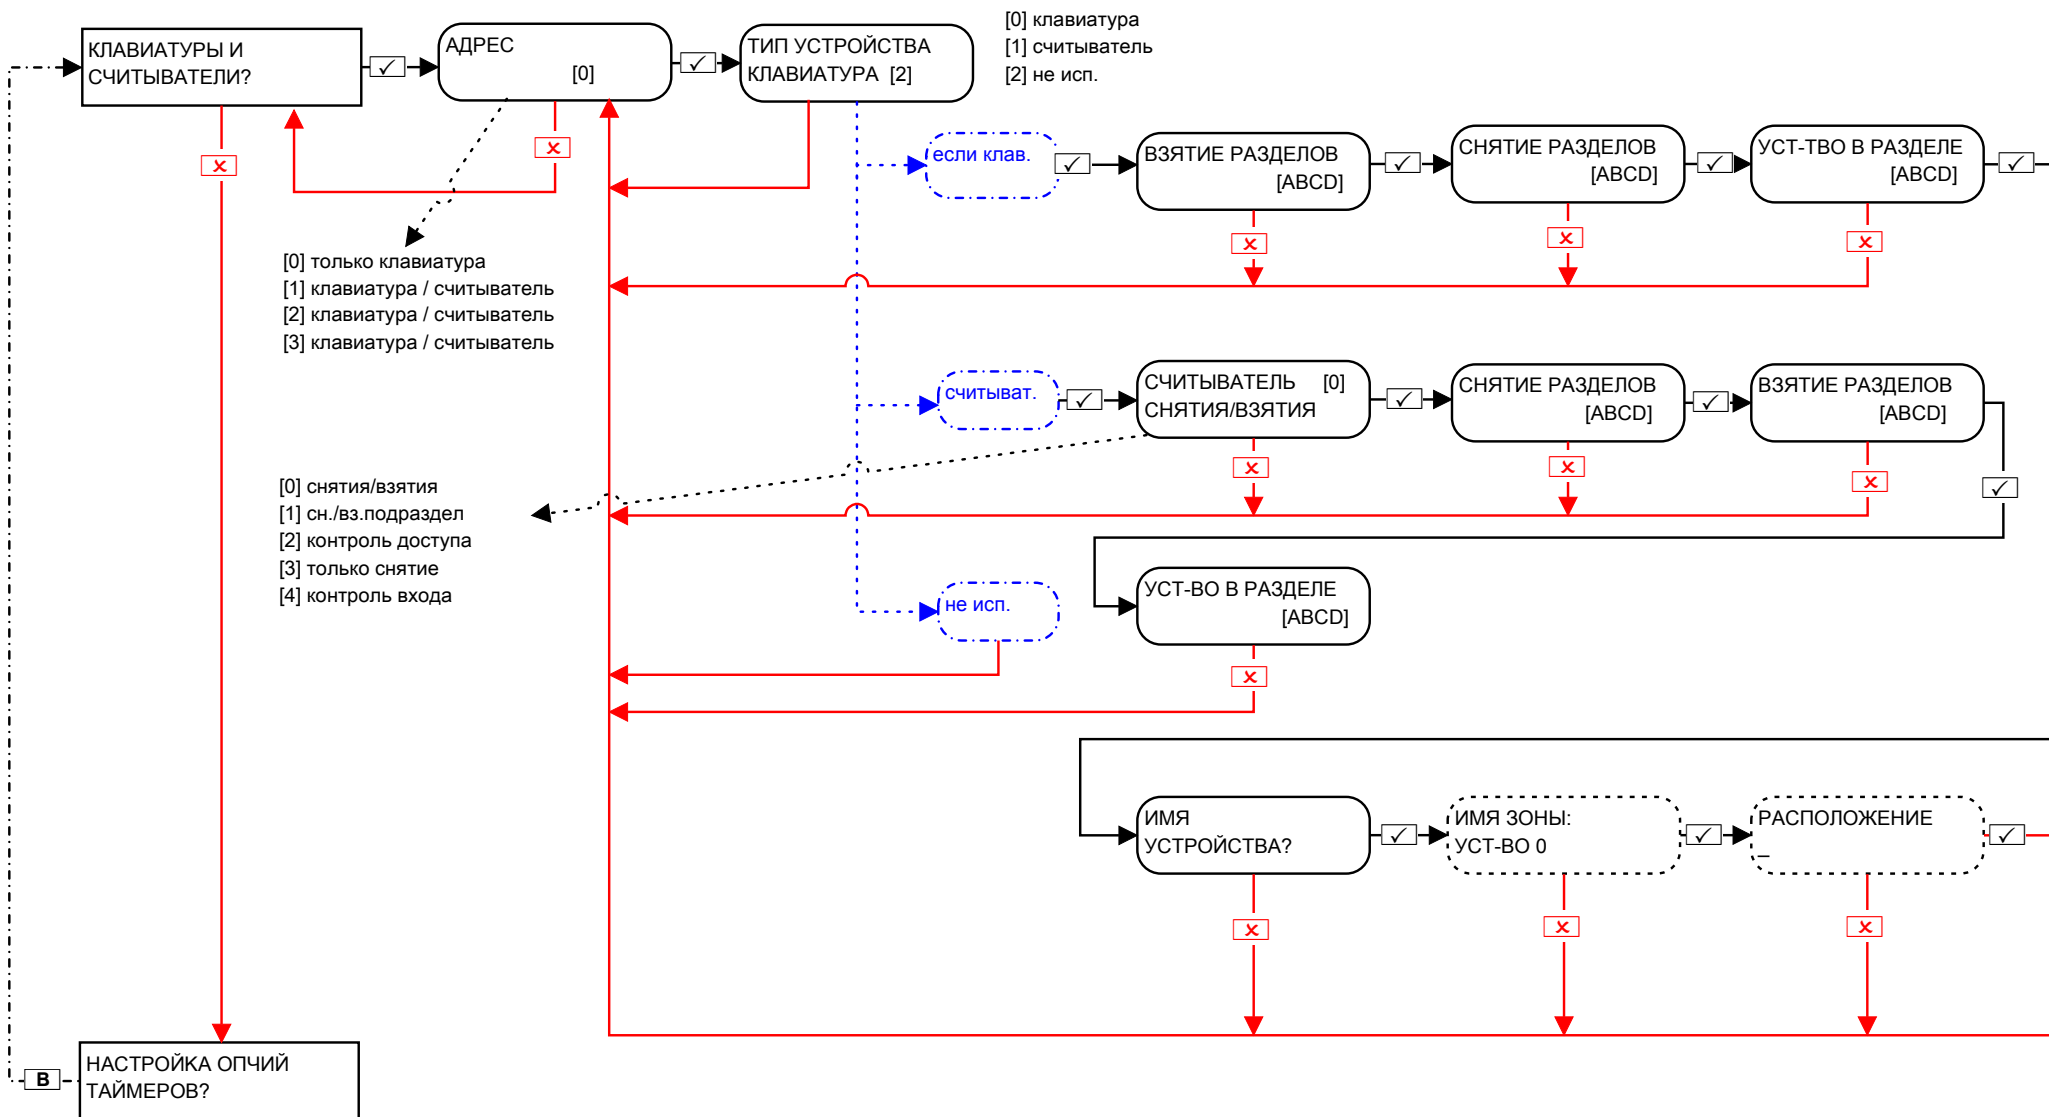 КЛАВИАТУРЫ И
СЧИТЫВАТЕЛИ?
АДРЕС
[0]
ТИП УСТРОЙСТВА
КЛАВИАТУРА [2]
[0] клавиатура
[1] считыватель
[2] не исп.
если клав.
ВЗЯТИЕ РАЗДЕЛОВ
[ABCD]
СНЯТИЕ РАЗДЕЛОВ
[ABCD]
УСТ-ТВО В РАЗДЕЛЕ
[ABCD]
[0] только клавиатура
[1] клавиатура / считыватель
[2] клавиатура / считыватель
[3] клавиатура / считыватель
считыват.
СЧИТЫВАТЕЛЬ [0]
СНЯТИЯ/ВЗЯТИЯ
СНЯТИЕ РАЗДЕЛОВ
[ABCD]
ВЗЯТИЕ РАЗДЕЛОВ
[ABCD]
[0] снятия/взятия
[1] сн./вз.подраздел
[2] контроль доступа
[3] только снятие
[4] контроль входа
не исп.
УСТ-ВО В РАЗДЕЛЕ
[ABCD]
ИМЯ
УСТРОЙСТВА?
ИМЯ ЗОНЫ:
УСТ-ВО 0
РАСПОЛОЖЕНИЕ
_
B
НАСТРОЙКА ОПЧИЙ
ТАЙМЕРОВ?